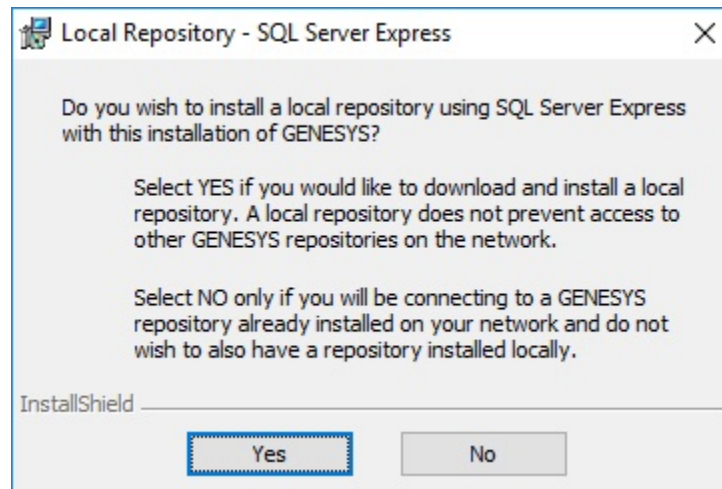 Local Repository - SQL Server Express
Do you wish to install a local repository using SQL Server Express
with this installation of GENESYS?
Select YES if you would like to download and install a local
repository. A local repository does not prevent access to
other GENESYS repositories on the network.
Select NO only if you will be connecting to a GENESYS
repository already installed on your network and do not
wish to also have a repository installed locally.
InstallShield
Yes
No